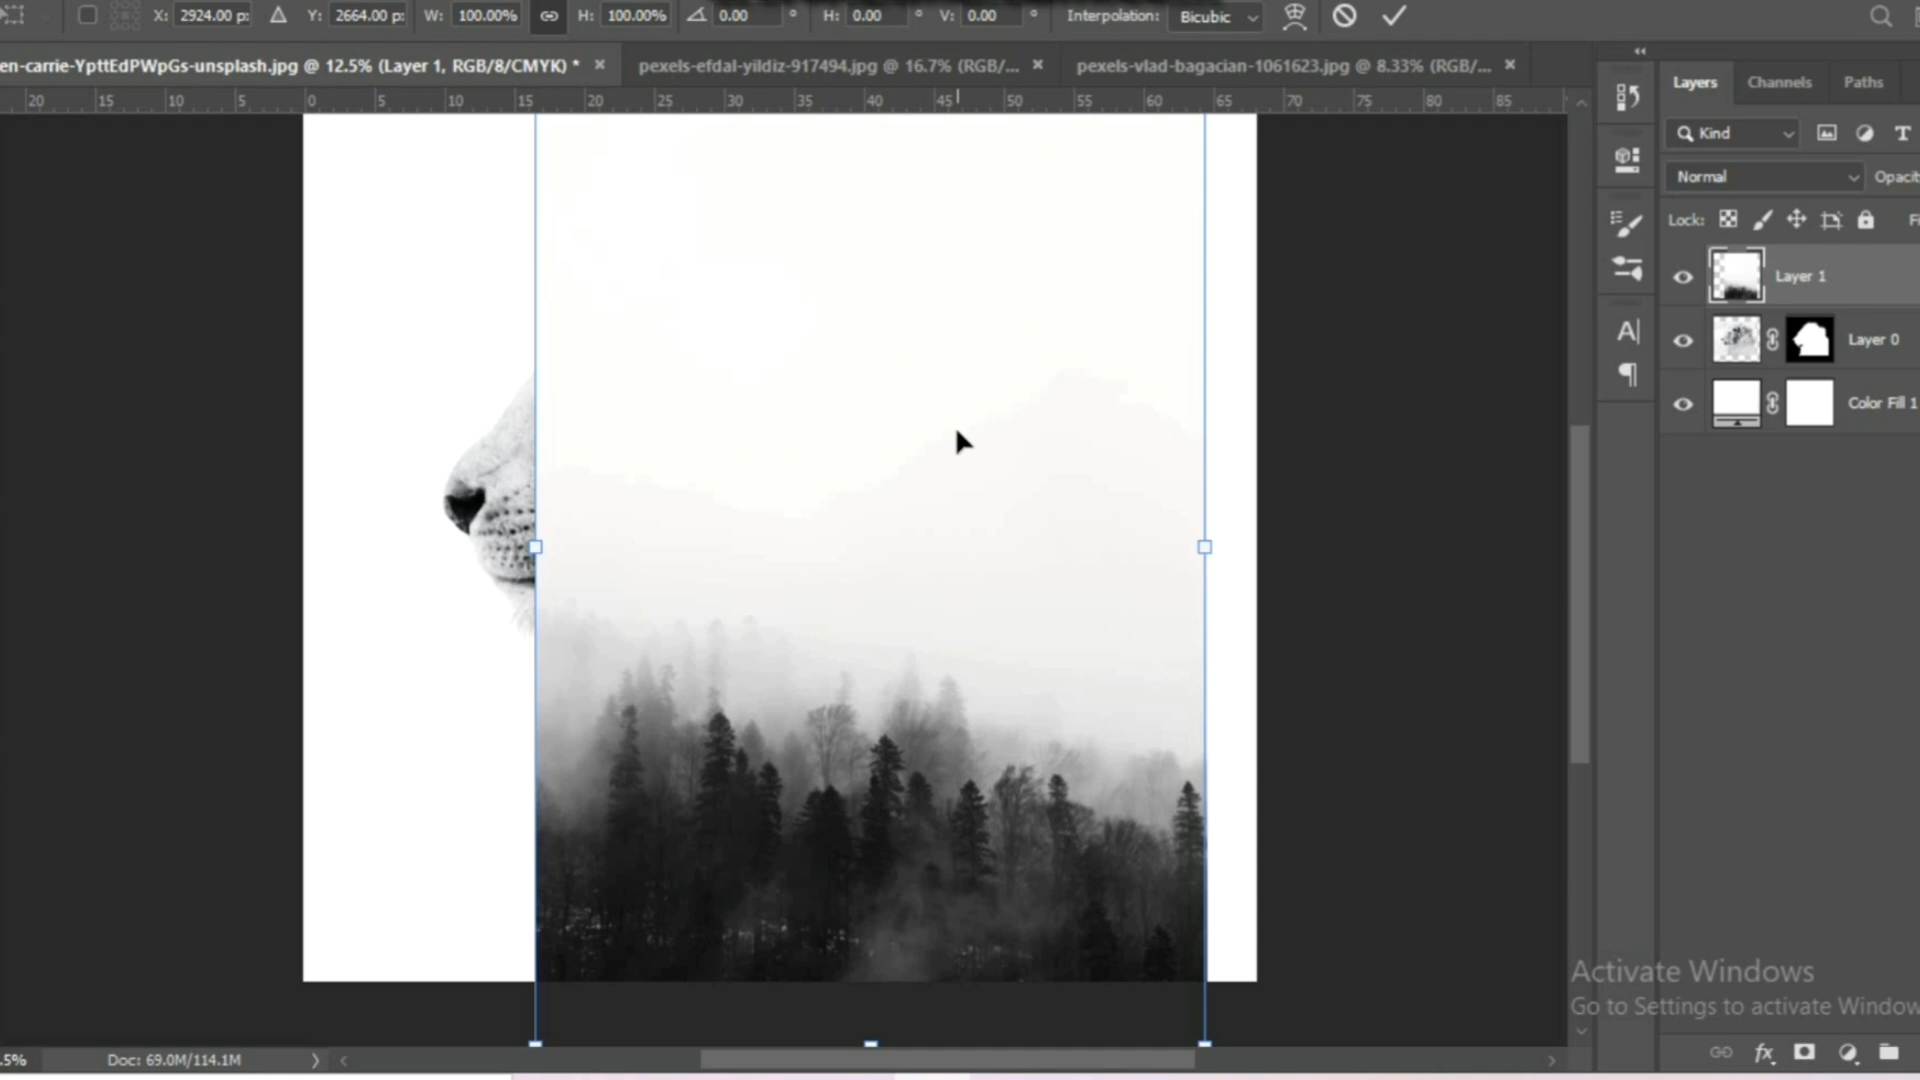 X: 2924.00 p: Y: 2664.00 p: W: 100.00% H: 100.00% 0.00 ° H: 0.00 ° V: 0.00 ° Interpolation: Bicubic
en-carrie-YpttEdPWpGs-unsplash.jpg @ 12.5% (Layer 1, RGB/8/CMYK) * × pexels-efdal-yildiz-917494.jpg @ 16.7% (RGB/... × pexels-vlad-bagacian-1061623.jpg @ 8.33% (RGB/... ×
20 15 10 5 0 5 10 15 20 25 30 35 40 45 50 55 60 65 70 75 80 85
Layers Channels Paths
Kind
Normal Opacit
Lock: Fi
Layer 1
Layer 0
Color Fill 1
Activate Windows
Go to Settings to activate Window
.5% Doc: 69.0M/114.1M
fx